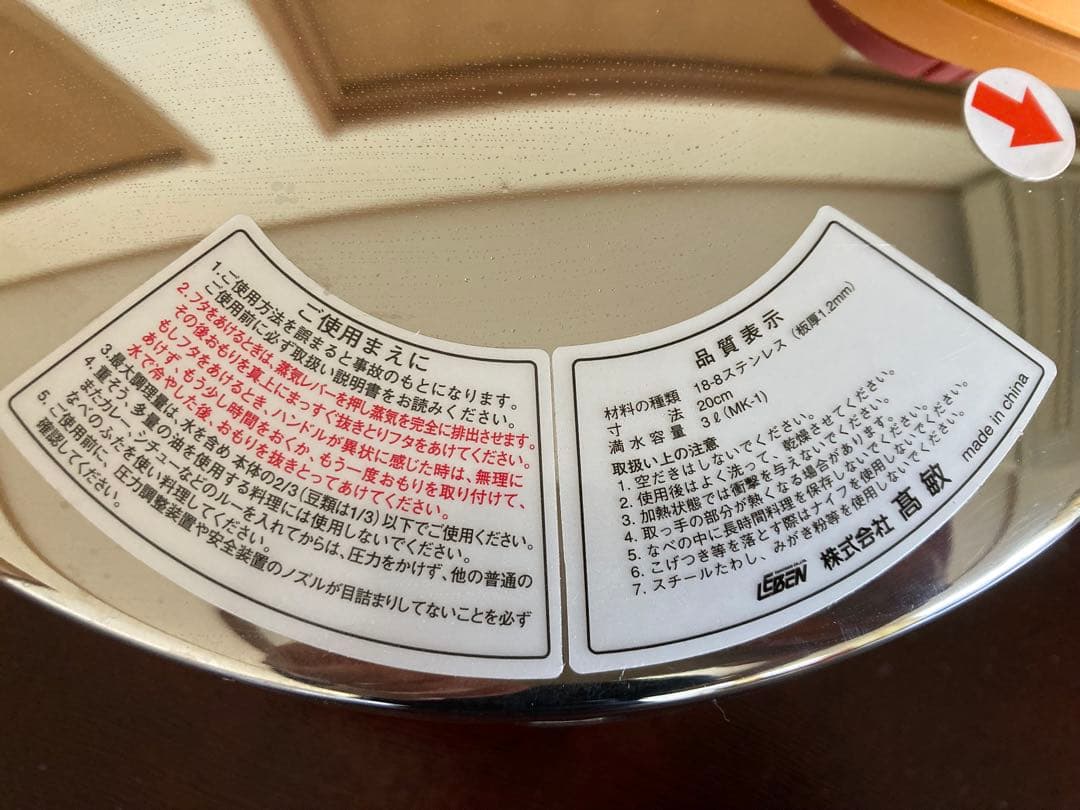 ご使用まえに
1.ご使用方法を誤まると事故のもとになります。
ご使用前に必ず取扱い説明書をお読みください。
2.フタをあけるときは、蒸気レバーを押し蒸気を完全に排出させます。
その後おもりを真上にまっすぐ抜きとりフタをあけてください。
もしフタをあけるとき、ハンドルが異状に感じた時は、無理に
あけず、もう少し時間をおくか、もう一度おもりを取り付けて、
水で冷やした後、おもりを抜きとってあけてください。
3.最大調理量は、水を含め 本体の2/3(豆類は1/3)以下でご使用ください。
4.重そう、多量の油を使用する料理には使用しないでください。
またカレー、シチューなどのルーを入れてからは、圧力をかけず、他の普通の
なべのふたを使い料理してください。
5.ご使用前に、圧力調整装置や安全装置のノズルが目詰まりしてないことを必ず
確認してください。
品質表示
材料の種類 18-8ステンレス(板厚1.2mm)
寸法 20cm
満水容量 3ℓ(MK-1)
取扱い上の注意
1. 空だきはしないでください。
2. 使用後はよく洗って、乾燥させてください。
3. 加熱状態では衝撃を与えないでください。
4. 取っ手の部分が熱くなる場合があります。
5. なべの中に長時間料理を保存しないでください。
6. こげつき等を落とす際はナイフを使用しないでください。
7. スチールたわし、みがき粉等を使用しないでください。
LEBEN 株式会社 髙敏
made in china